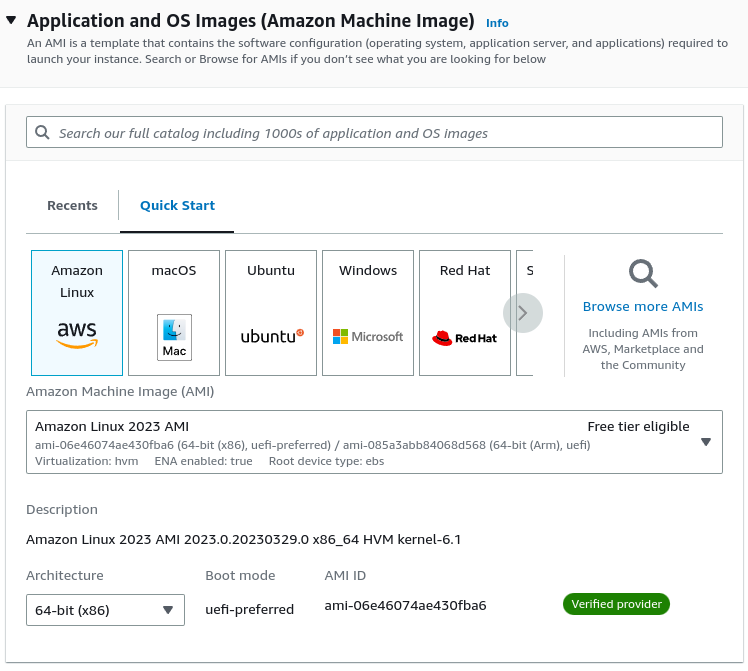 Application and OS Images (Amazon Machine Image) Info
An AMI is a template that contains the software configuration (operating system, application server, and applications) required to
launch your instance. Search or Browse for AMIs if you don't see what you are looking for below
Search our full catalog including 1000s of application and OS images
Recents
Quick Start
Amazon
Linux
aws
macOS
Mac
Ubuntu
ubuntu
Windows
Microsoft
Red Hat
Red Hat
S
Browse more AMIs
Including AMIs from
AWS, Marketplace and
the Community
Amazon Machine Image (AMI)
Amazon Linux 2023 AMI
Free tier eligible
ami-06e46074ae430fba6 (64-bit (x86), uefi-preferred) / ami-085a3abb84068d568 (64-bit (Arm), uefi)
Virtualization: hvm ENA enabled: true Root device type: ebs
Description
Amazon Linux 2023 AMI 2023.0.20230329.0 x86_64 HVM kernel-6.1
Architecture Boot mode AMI ID
64-bit (x86) uefi-preferred ami-06e46074ae430fba6 Verified provider